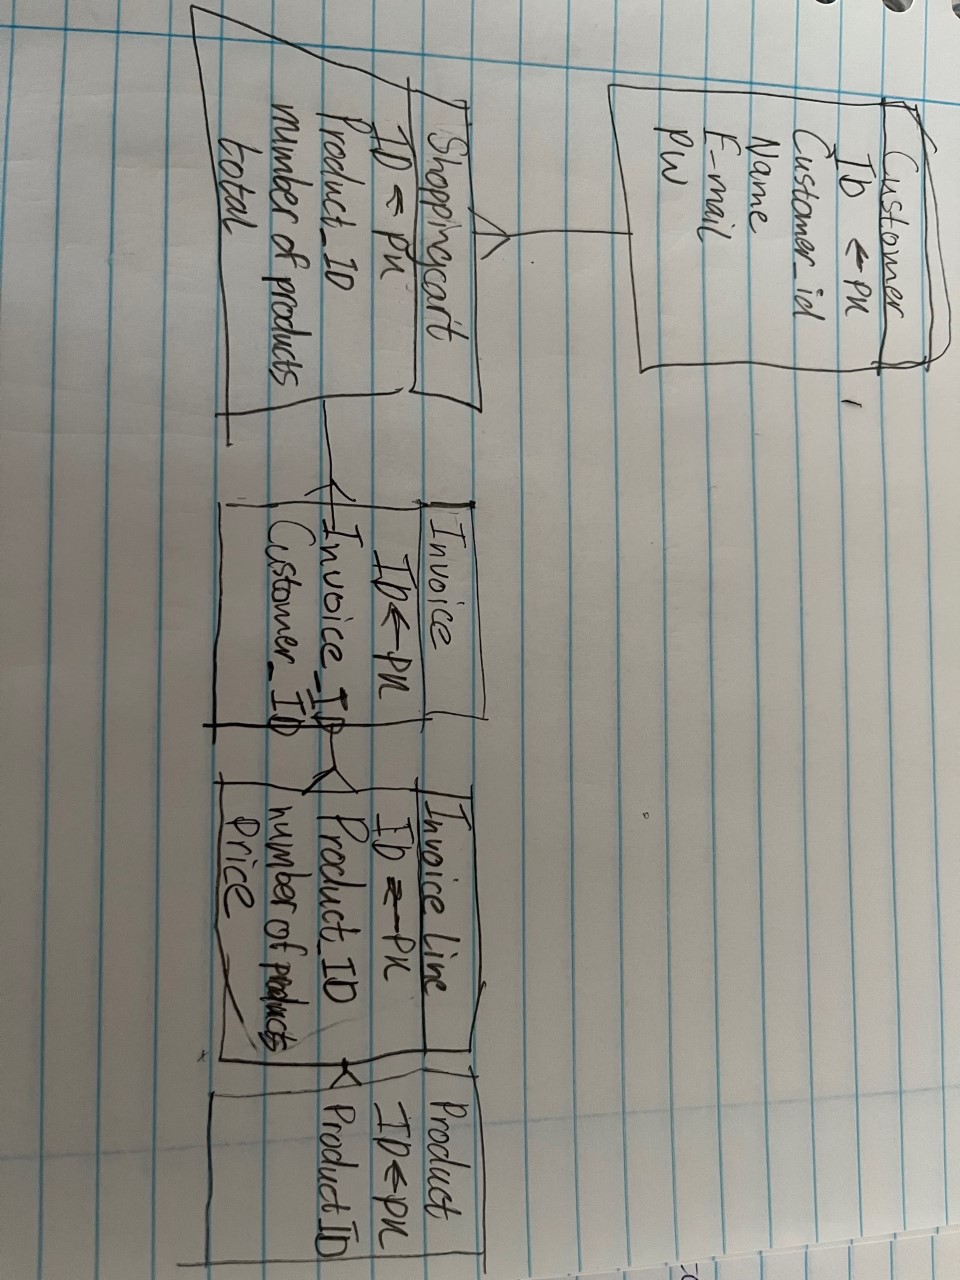 Customer
ID ← PK
Customer_id
Name
E-mail
PW
Shoppingcart
ID ← PK
Product_ID
number of products
total
Invoice
ID ← PK
Invoice_ID
Customer_ID
Invoice Line
ID ← PK
Product_ID
number of products
Price
Product
ID ← PK
Product ID